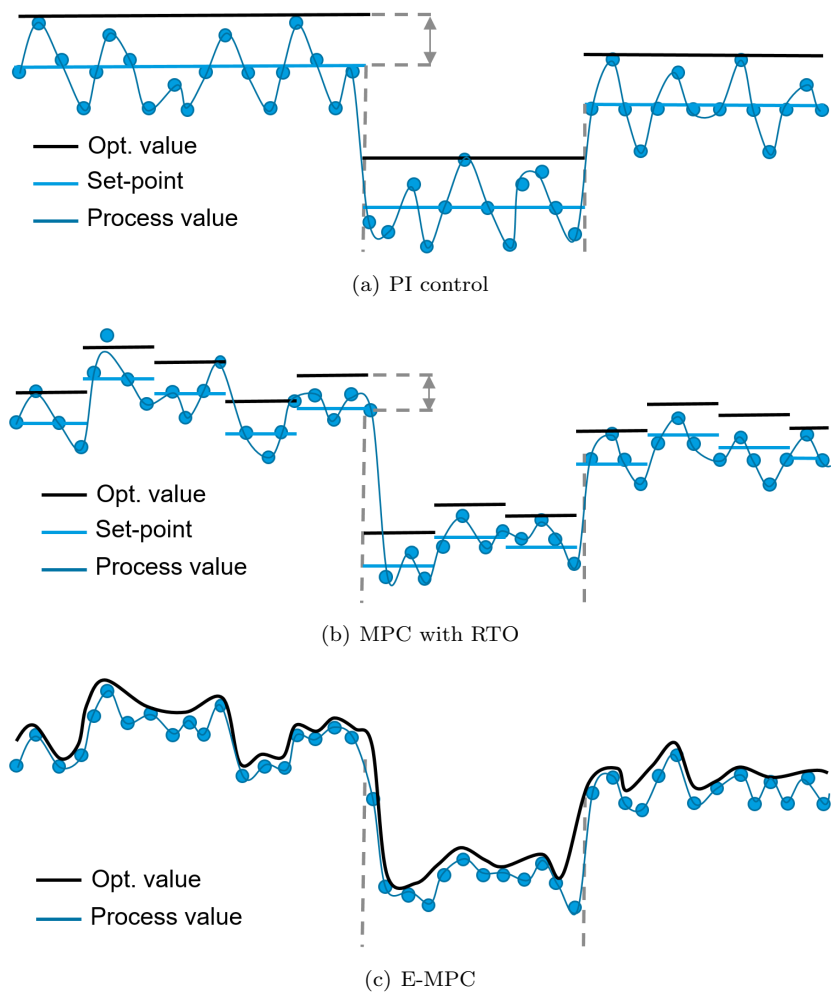 Opt. value
Set-point
Process value
(a) PI control
Opt. value
Set-point
Process value
(b) MPC with RTO
Opt. value
Process value
(c) E-MPC